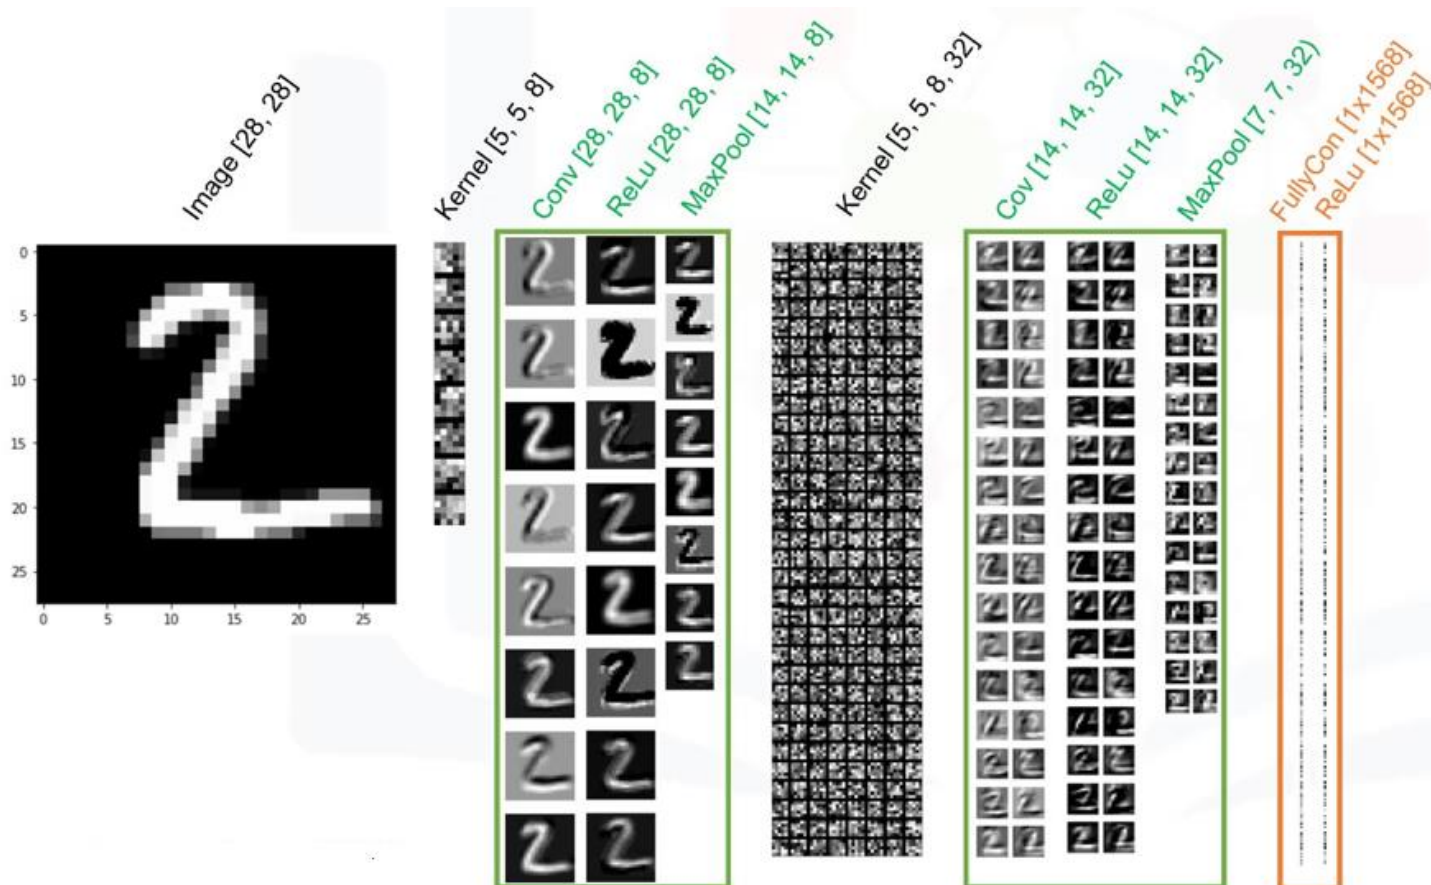 Image [28, 28]
Kernel [5, 5, 8]
Conv [28, 28, 8]
ReLu [28, 28, 8]
MaxPool [14, 14, 8]
Kernel [5, 5, 8, 32]
Cov [14, 14, 32]
ReLu [14, 14, 32]
MaxPool [7, 7, 32)
FullyCon [1x1568]
ReLu [1x1568]
0
5
10
15
20
25
0 5 10 15 20 25